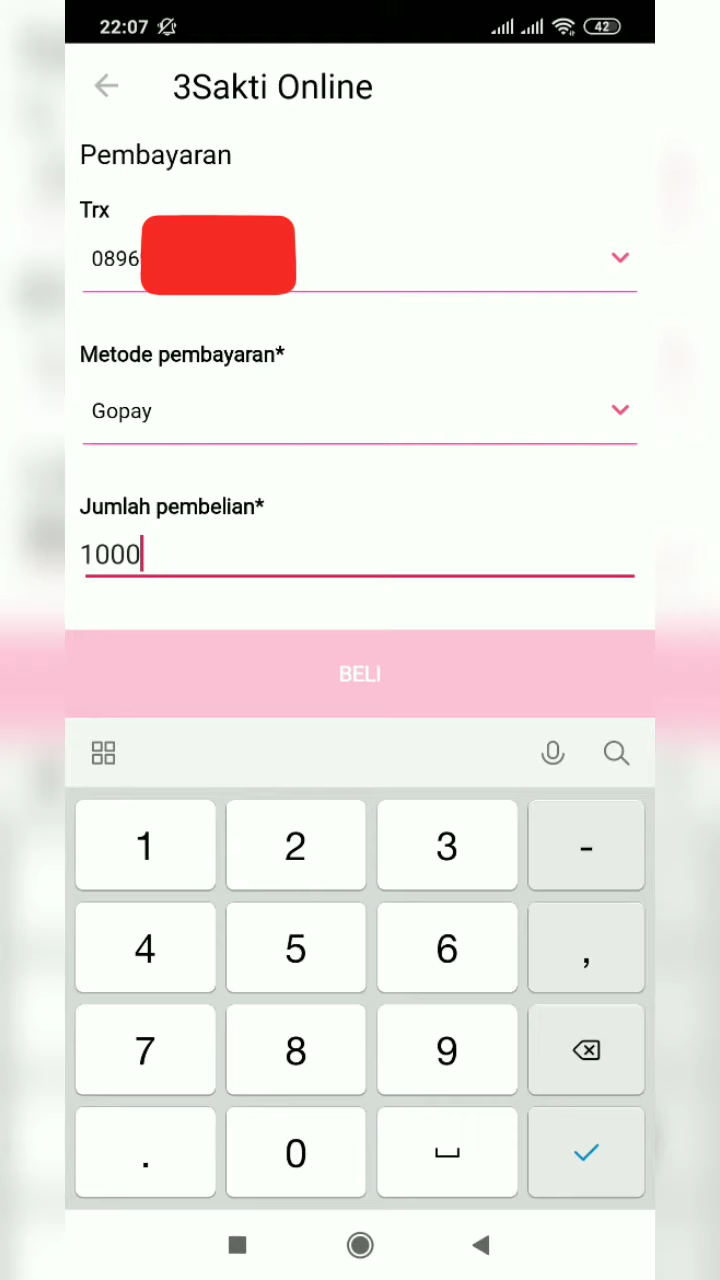 22:07
42
3Sakti Online
Pembayaran
Trx
0896
Metode pembayaran*
Gopay
Jumlah pembelian*
1000
BELI
1 2 3 -
4 5 6 ,
7 8 9
. 0